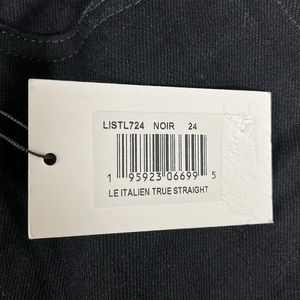 LISTL724 NOIR 24
1 95923 06699 5
LE ITALIEN TRUE STRAIGHT